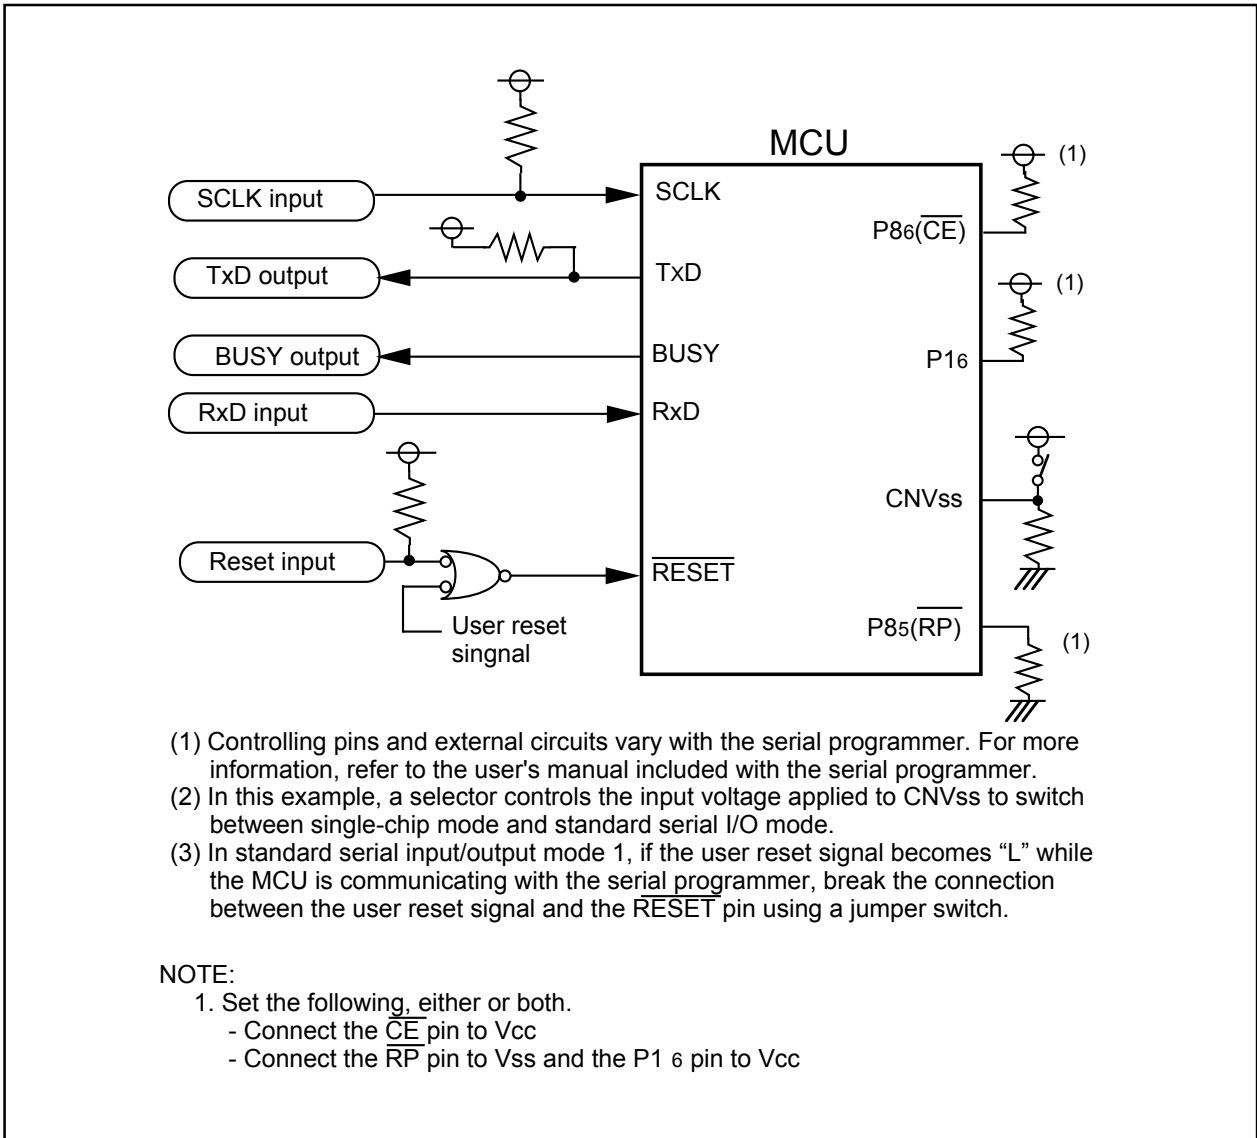 MCU
SCLK input
SCLK
(1)
P86(CE)
TxD output
TxD
(1)
BUSY output
BUSY
P16
RxD input
RxD
CNVss
Reset input
RESET
User reset
singnal
P85(RP)
(1)
(1) Controlling pins and external circuits vary with the serial programmer. For more
information, refer to the user's manual included with the serial programmer.
(2) In this example, a selector controls the input voltage applied to CNVss to switch
between single-chip mode and standard serial I/O mode.
(3) In standard serial input/output mode 1, if the user reset signal becomes “L” while
the MCU is communicating with the serial programmer, break the connection
between the user reset signal and the RESET pin using a jumper switch.
NOTE:
1. Set the following, either or both.
- Connect the CE pin to Vcc
- Connect the RP pin to Vss and the P1 6 pin to Vcc